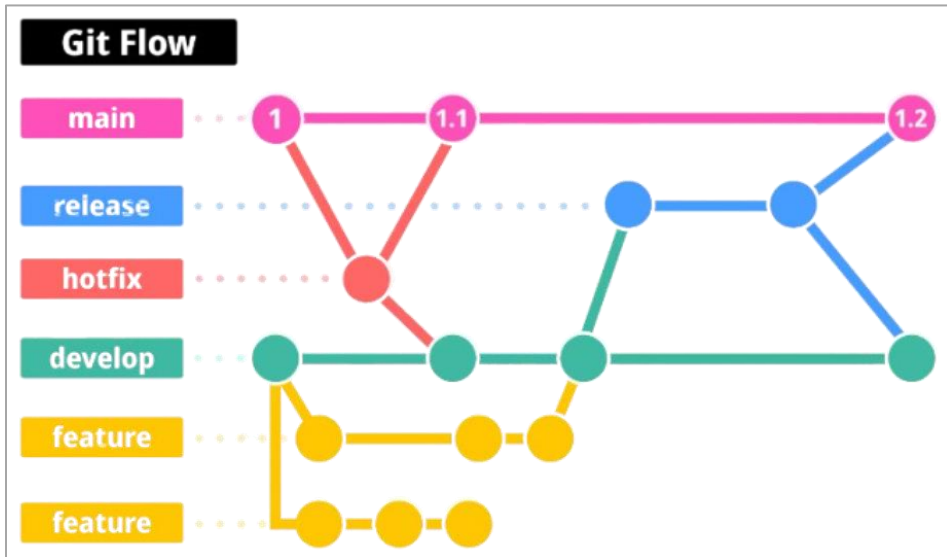 Git Flow
main
1
1.1
1.2
release
hotfix
develop
feature
feature